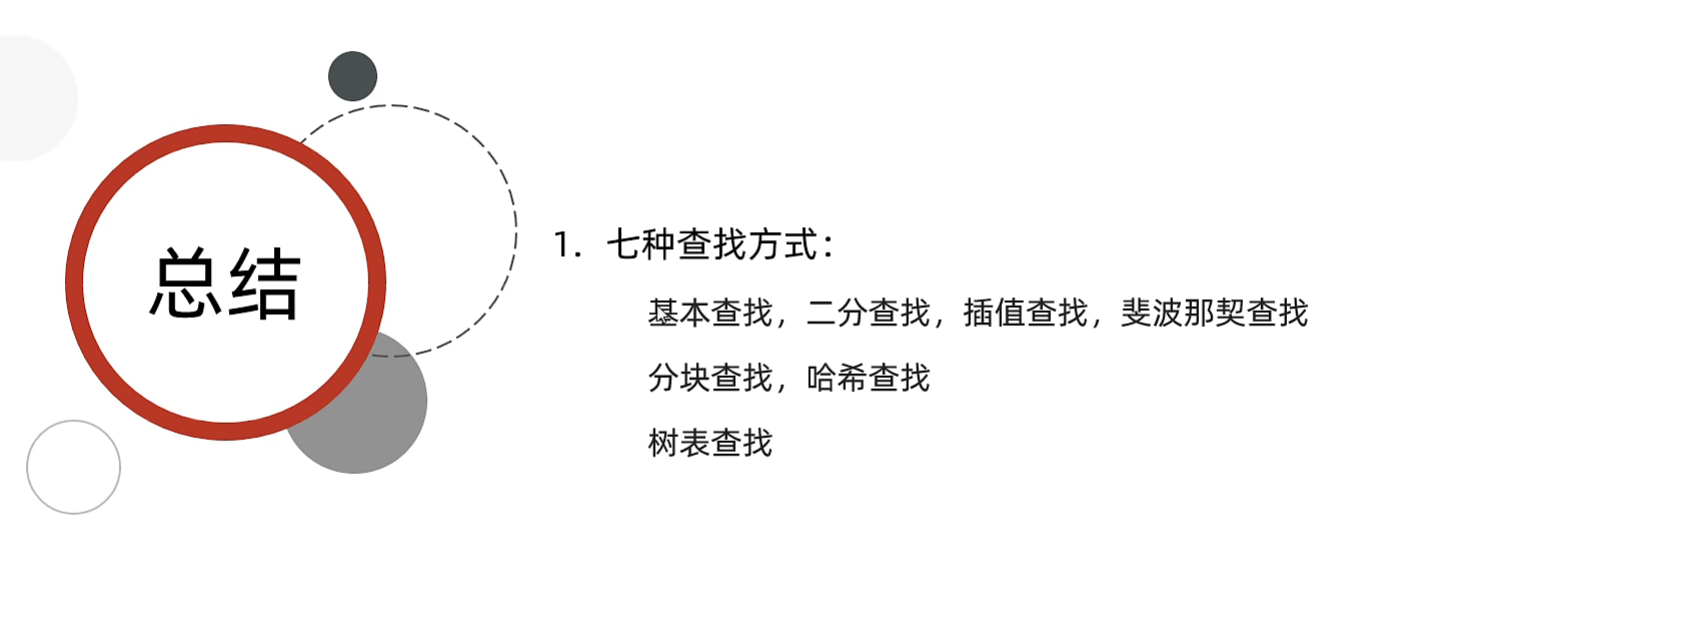 总结
1. 七种查找方式：
基本查找，二分查找，插值查找，斐波那契查找
分块查找，哈希查找
树表查找